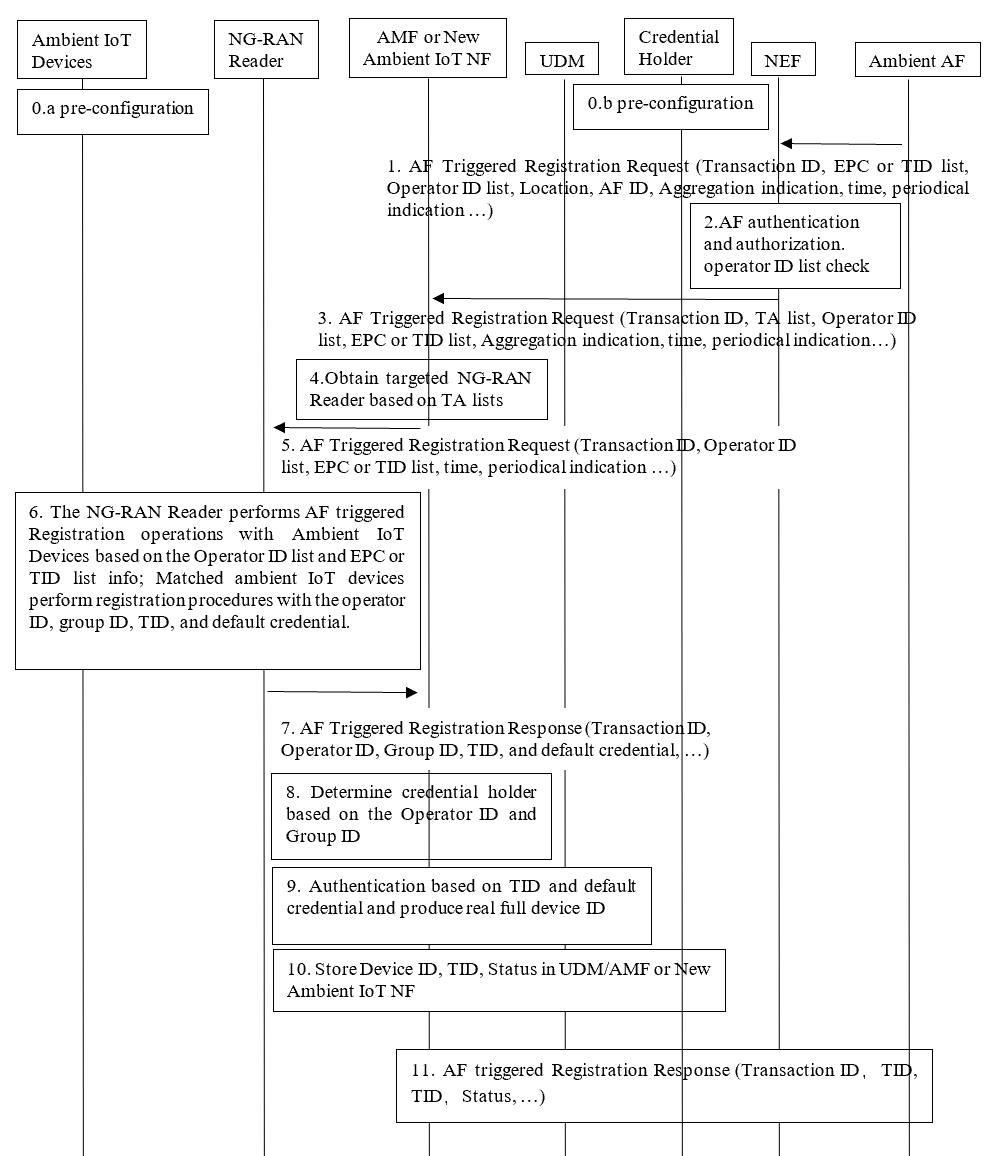 Ambient IoT
Devices
NG-RAN
Reader
AMF or New
Ambient IoT NF
UDM
Credential
Holder
NEF
Ambient AF
0.a pre-configuration
0.b pre-configuration
1. AF Triggered Registration Request (Transaction ID, EPC or TID list,
Operator ID list, Location, AF ID, Aggregation indication, time, periodical
indication …)
2.AF authentication
and authorization.
operator ID list check
3. AF Triggered Registration Request (Transaction ID, TA list, Operator ID
list, EPC or TID list, Aggregation indication, time, periodical indication…)
4.Obtain targeted NG-RAN
Reader based on TA lists
5. AF Triggered Registration Request (Transaction ID, Operator ID
list, EPC or TID list, time, periodical indication …)
6. The NG-RAN Reader performs AF triggered
Registration operations with Ambient IoT
Devices based on the Operator ID list and EPC or
TID list info; Matched ambient IoT devices
perform registration procedures with the operator
ID, group ID, TID, and default credential.
7. AF Triggered Registration Response (Transaction ID,
Operator ID, Group ID, TID, and default credential, …)
8. Determine credential holder
based on the Operator ID and
Group ID
9. Authentication based on TID and default
credential and produce real full device ID
10. Store Device ID, TID, Status in UDM/AMF or New
Ambient IoT NF
11. AF triggered Registration Response (Transaction ID， TID,
TID， Status, …)